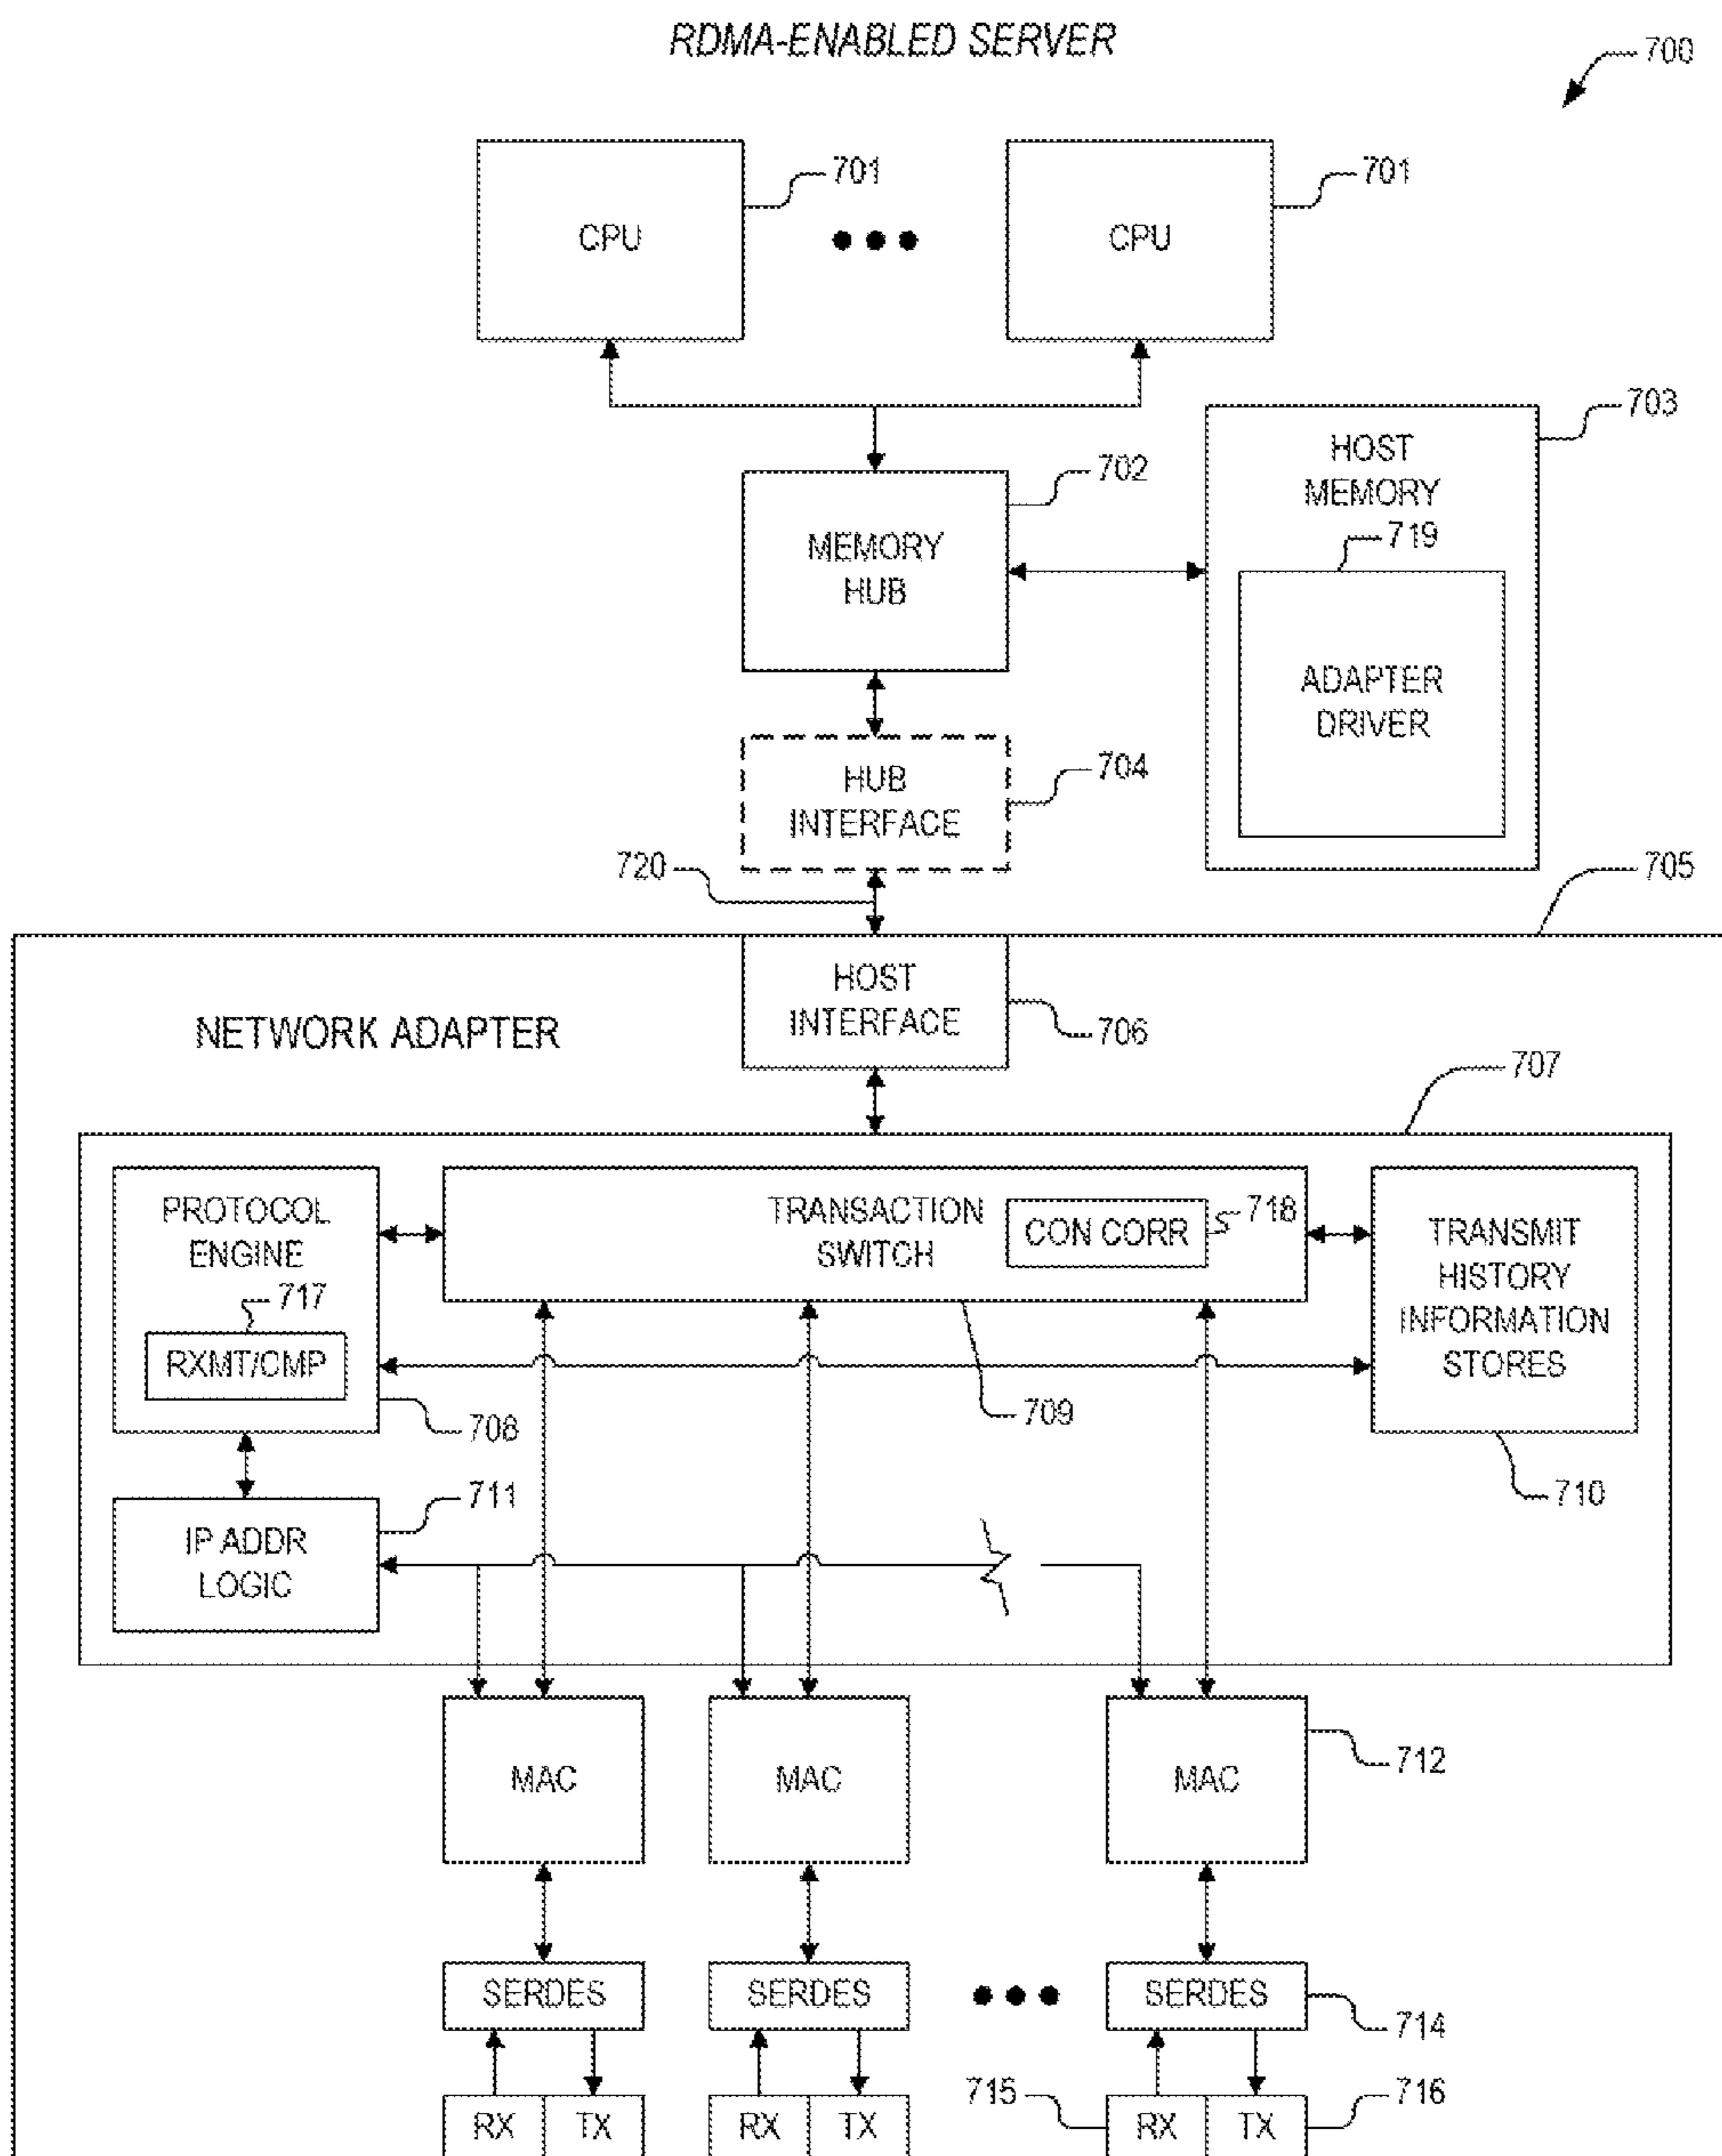 RDMA-ENABLED SERVER
700
701
701
CPU
CPU
703
702
HOST
MEMORY
719
MEMORY
HUB
ADAPTER
DRIVER
704
HUB
INTERFACE
720
705
HOST
INTERFACE
706
NETWORK ADAPTER
707
PROTOCOL
ENGINE
717
RXMT/CMP
708
TRANSACTION
SWITCH
CON CORR
718
709
TRANSMIT
HISTORY
INFORMATION
STORES
710
711
IP ADDR
LOGIC
MAC
MAC
MAC
712
SERDES
SERDES
SERDES
714
715
716
RX
TX
RX
TX
RX
TX